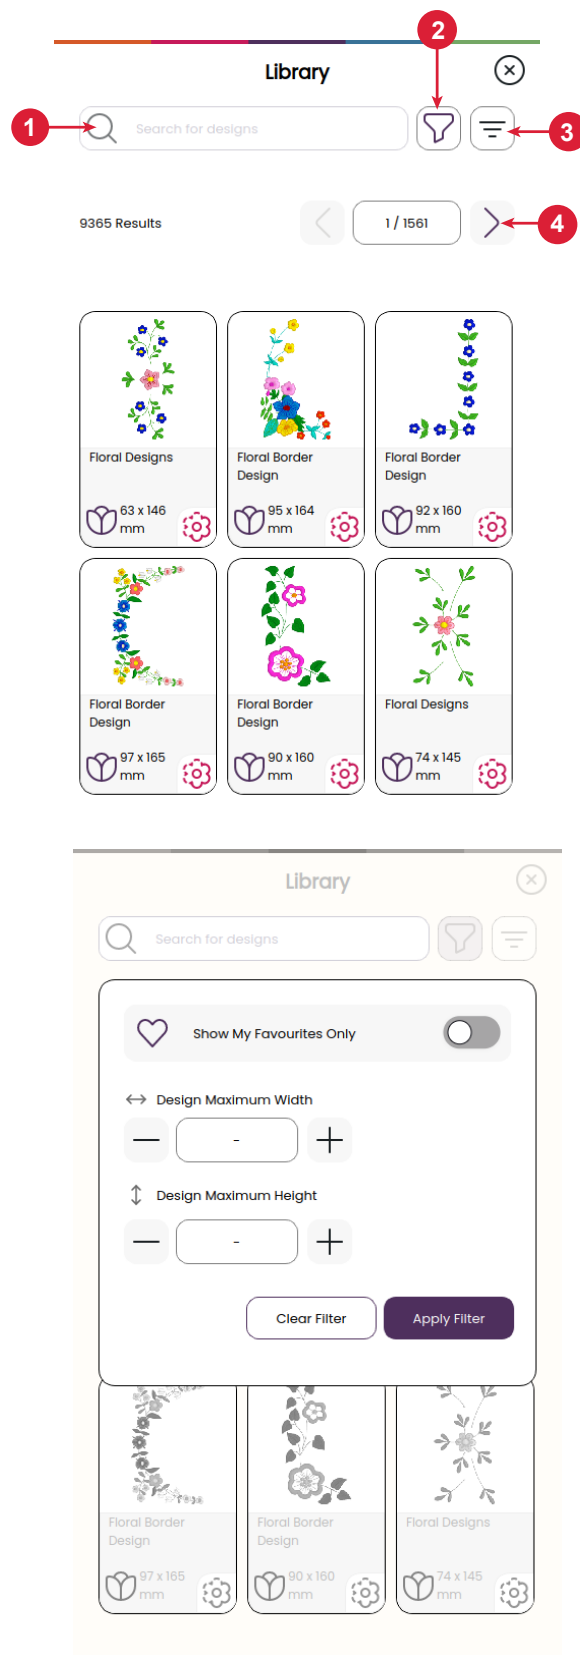 2
Library
1
Search for designs
3
9365 Results
1 / 1561
4
Floral Designs
63 x 146
mm
Floral Border
Design
95 x 164
mm
Floral Border
Design
92 x 160
mm
Floral Border
Design
97 x 165
mm
Floral Border
Design
90 x 160
mm
Floral Designs
74 x 145
mm
Library
Search for designs
Show My Favourites Only
Design Maximum Width
-
Design Maximum Height
-
Clear Filter
Apply Filter
Floral Border
Design
97 x 165
mm
Floral Border
Design
90 x 160
mm
Floral Designs
74 x 145
mm